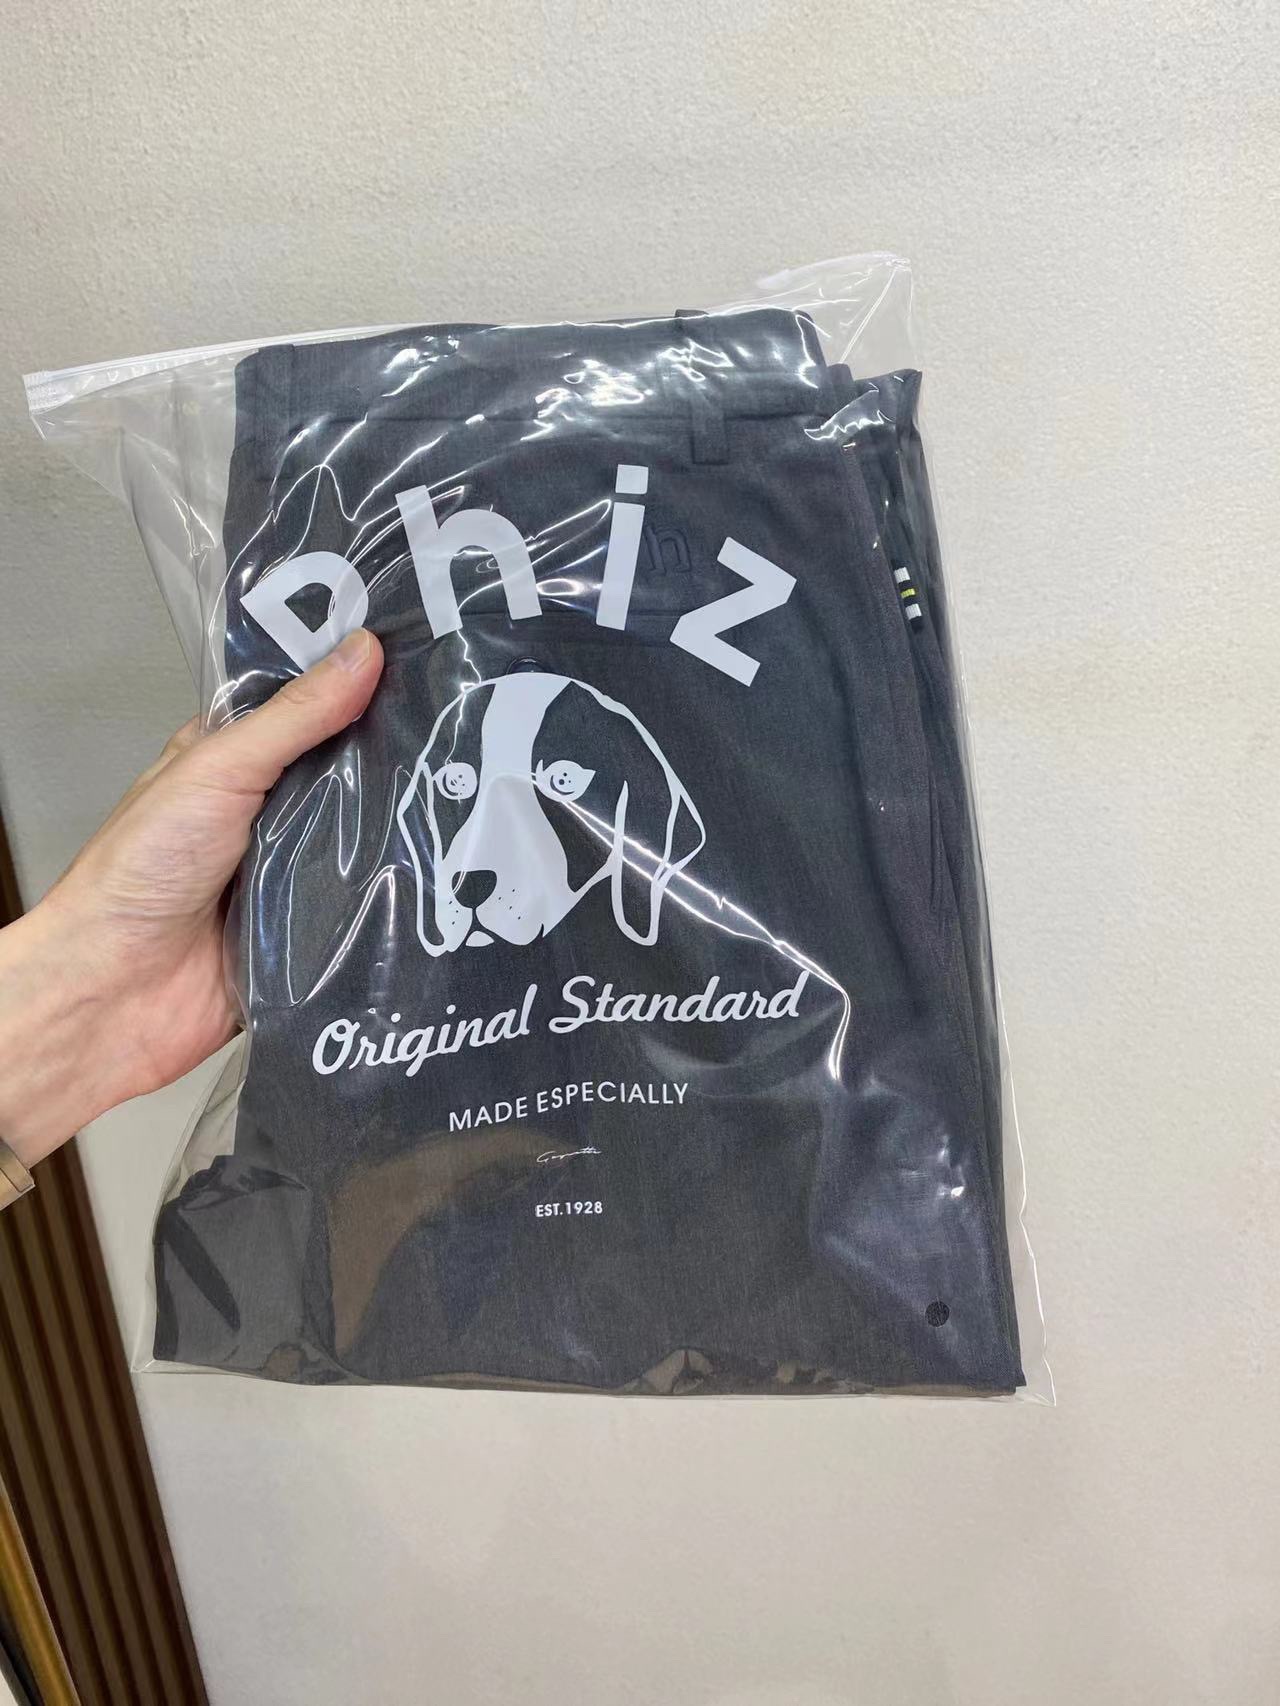 phiz
Original Standard
MADE ESPECIALLY
EST.1928